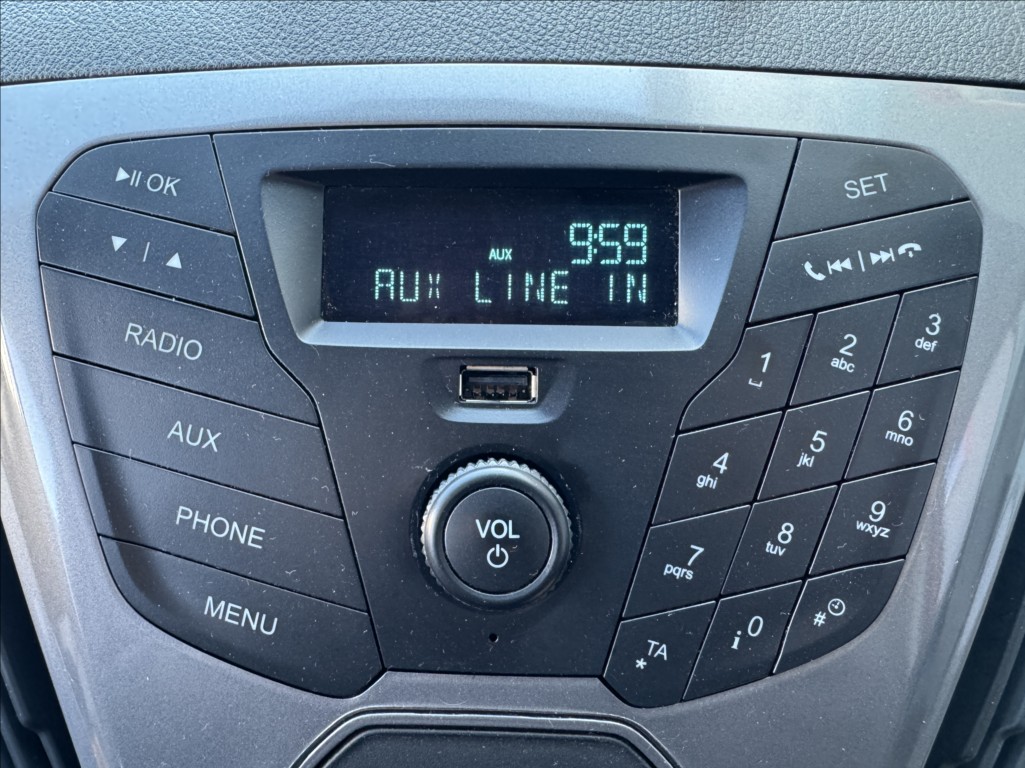 OK
SET
9:59
AUX
AUX LINE IN
RADIO
AUX
PHONE
MENU
VOL
1
2
abc
3
def
4
ghi
5
jkl
6
mno
7
pqrs
8
tuv
9
wxyz
TA
*
i 0
#